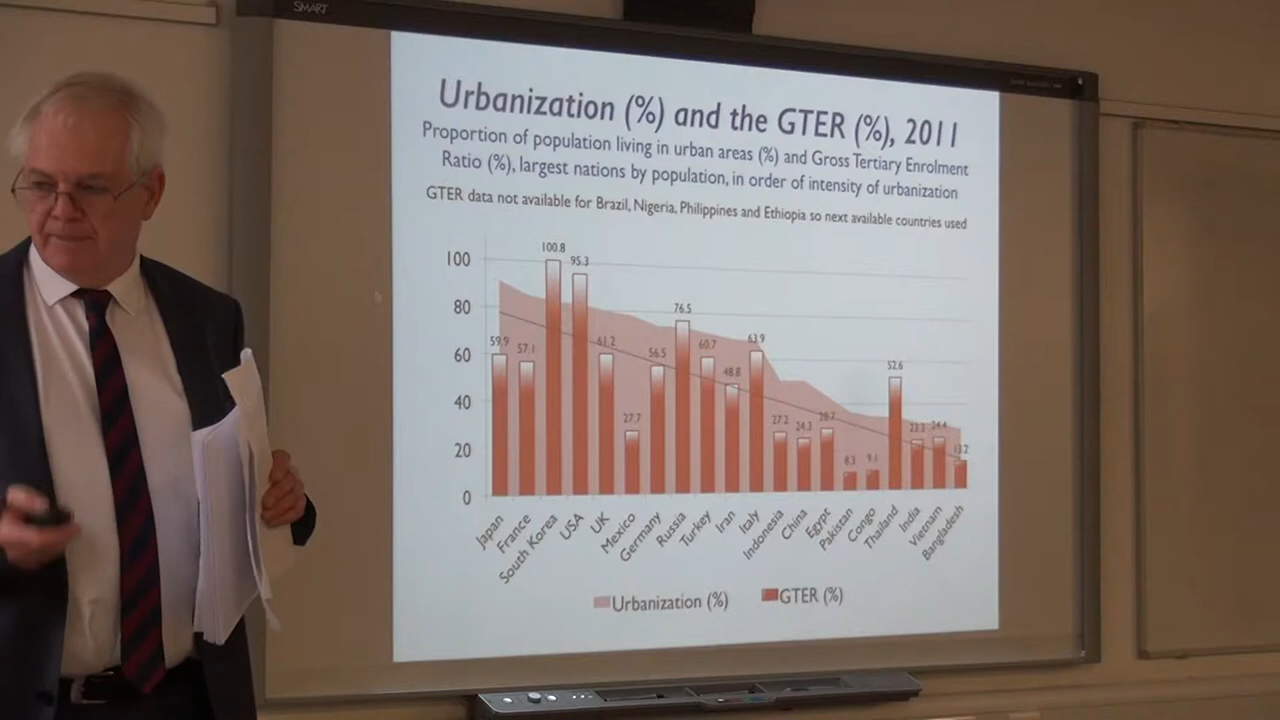 SMART
Urbanization (%) and the GTER (%), 2011
Proportion of population living in urban areas (%) and Gross Tertiary Enrolment
Ratio (%), largest nations by population, in order of intensity of urbanization
GTER data not available for Brazil, Nigeria, Philippines and Ethiopia so next available countries used
100
80
60
40
20
0
59.9
57.1
100.8
95.3
61.2
27.7
56.5
76.5
60.7
48.8
63.9
27.2
24.3
28.7
8.3
9.1
52.6
23.3
24.4
13.2
Japan
France
South Korea
USA
UK
Mexico
Germany
Russia
Turkey
Iran
Italy
Indonesia
China
Egypt
Pakistan
Congo
Thailand
India
Vietnam
Bangladesh
Urbanization (%)
GTER (%)